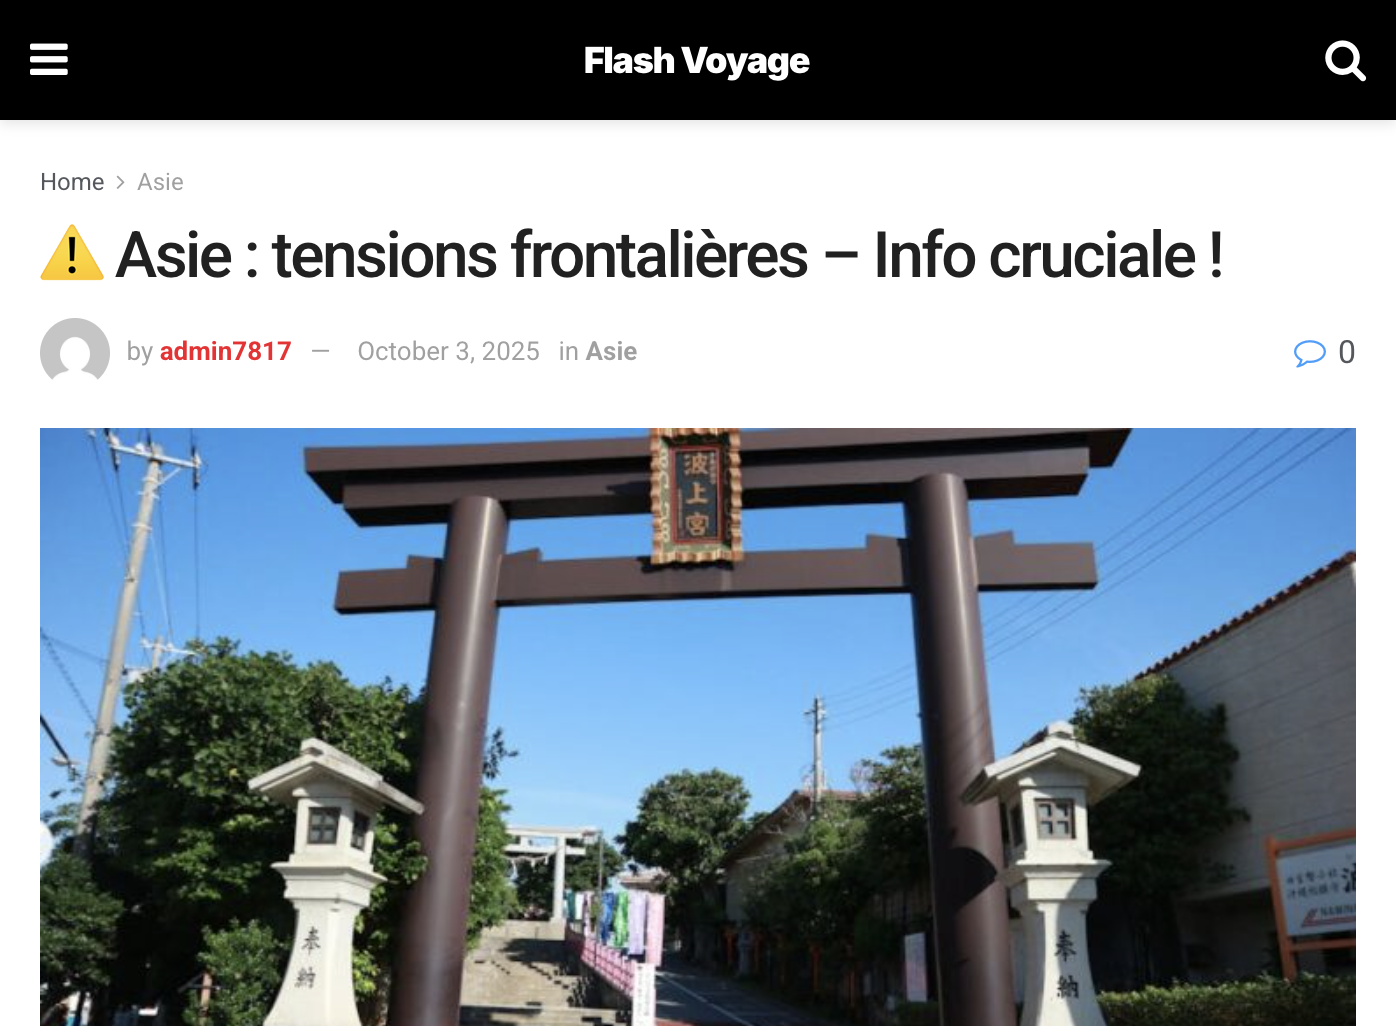 Flash Voyage
Home > Asie
⚠️ Asie : tensions frontalières – Info cruciale !
by admin7817 — October 3, 2025 in Asie
0
波上宮
奉納
奉納